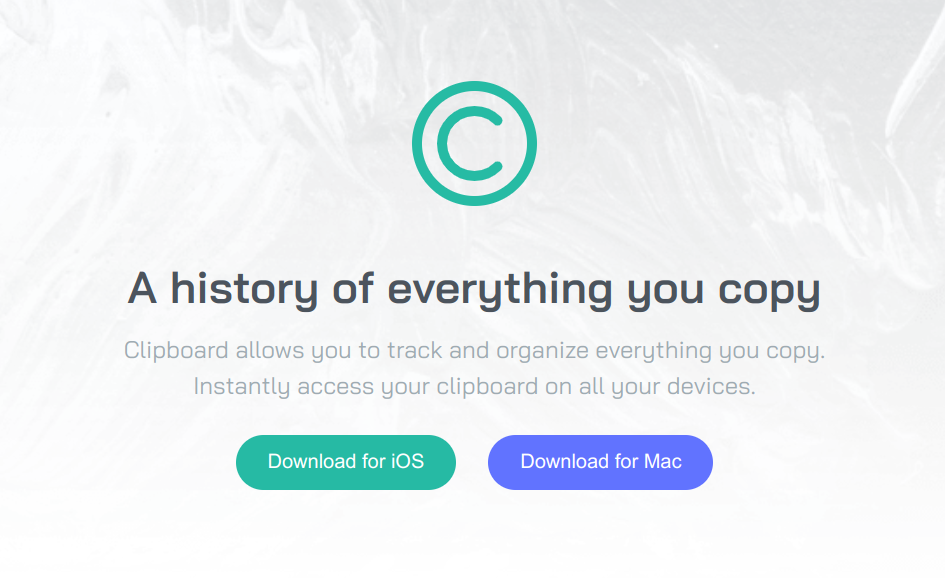 A history of everything you copy
Clipboard allows you to track and organize everything you copy.
Instantly access your clipboard on all your devices.
Download for iOS
Download for Mac